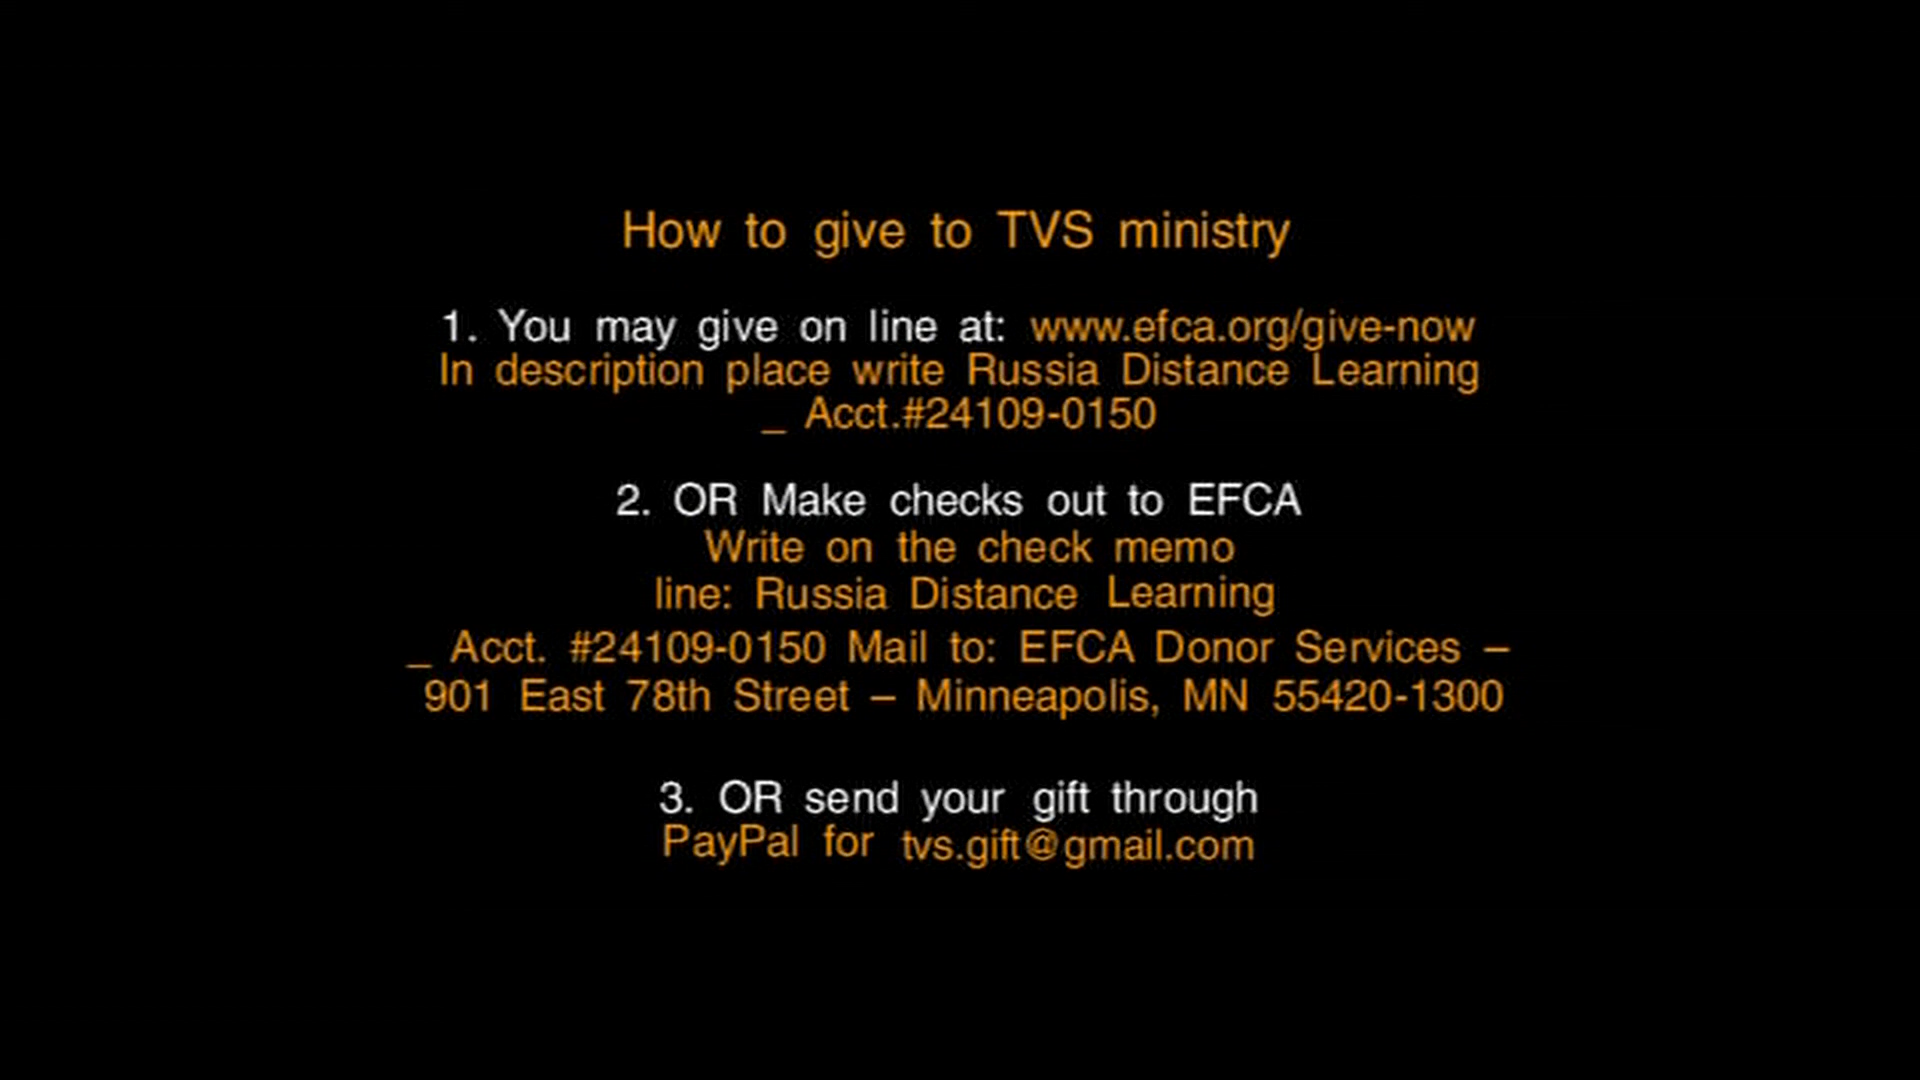 How to give to TVS ministry
1. You may give on line at: www.efca.org/give-now
In description place write Russia Distance Learning
_ Acct.#24109-0150
2. OR Make checks out to EFCA
Write on the check memo
line: Russia Distance Learning
_ Acct. #24109-0150 Mail to: EFCA Donor Services –
901 East 78th Street – Minneapolis, MN 55420-1300
3. OR send your gift through
PayPal for tvs.gift@gmail.com